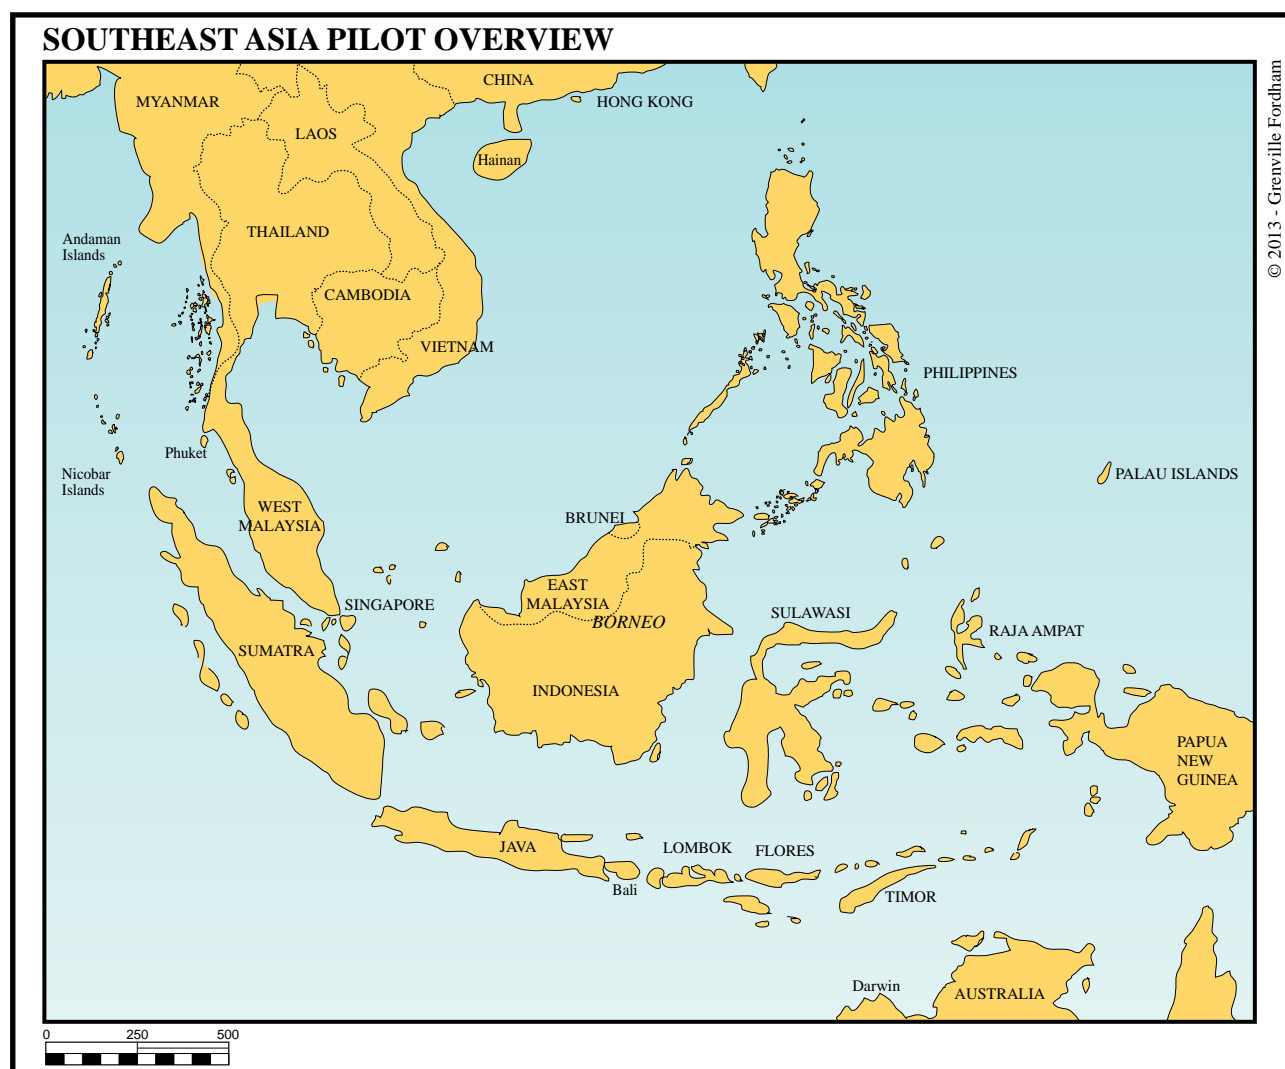 SOUTHEAST ASIA PILOT OVERVIEW
© 2013 - Grenville Fordham
CHINA
MYANMAR
HONG KONG
LAOS
Hainan
THAILAND
Andaman
Islands
CAMBODIA
VIETNAM
PHILIPPINES
Phuket
Nicobar
Islands
PALAU ISLANDS
WEST
MALAYSIA
BRUNEI
EAST
MALAYSIA
SINGAPORE
BORNEO
SULAWASI
RAJA AMPAT
SUMATRA
INDONESIA
PAPUA
NEW
GUINEA
JAVA
LOMBOK
FLORES
Bali
TIMOR
Darwin
AUSTRALIA
0 250 500